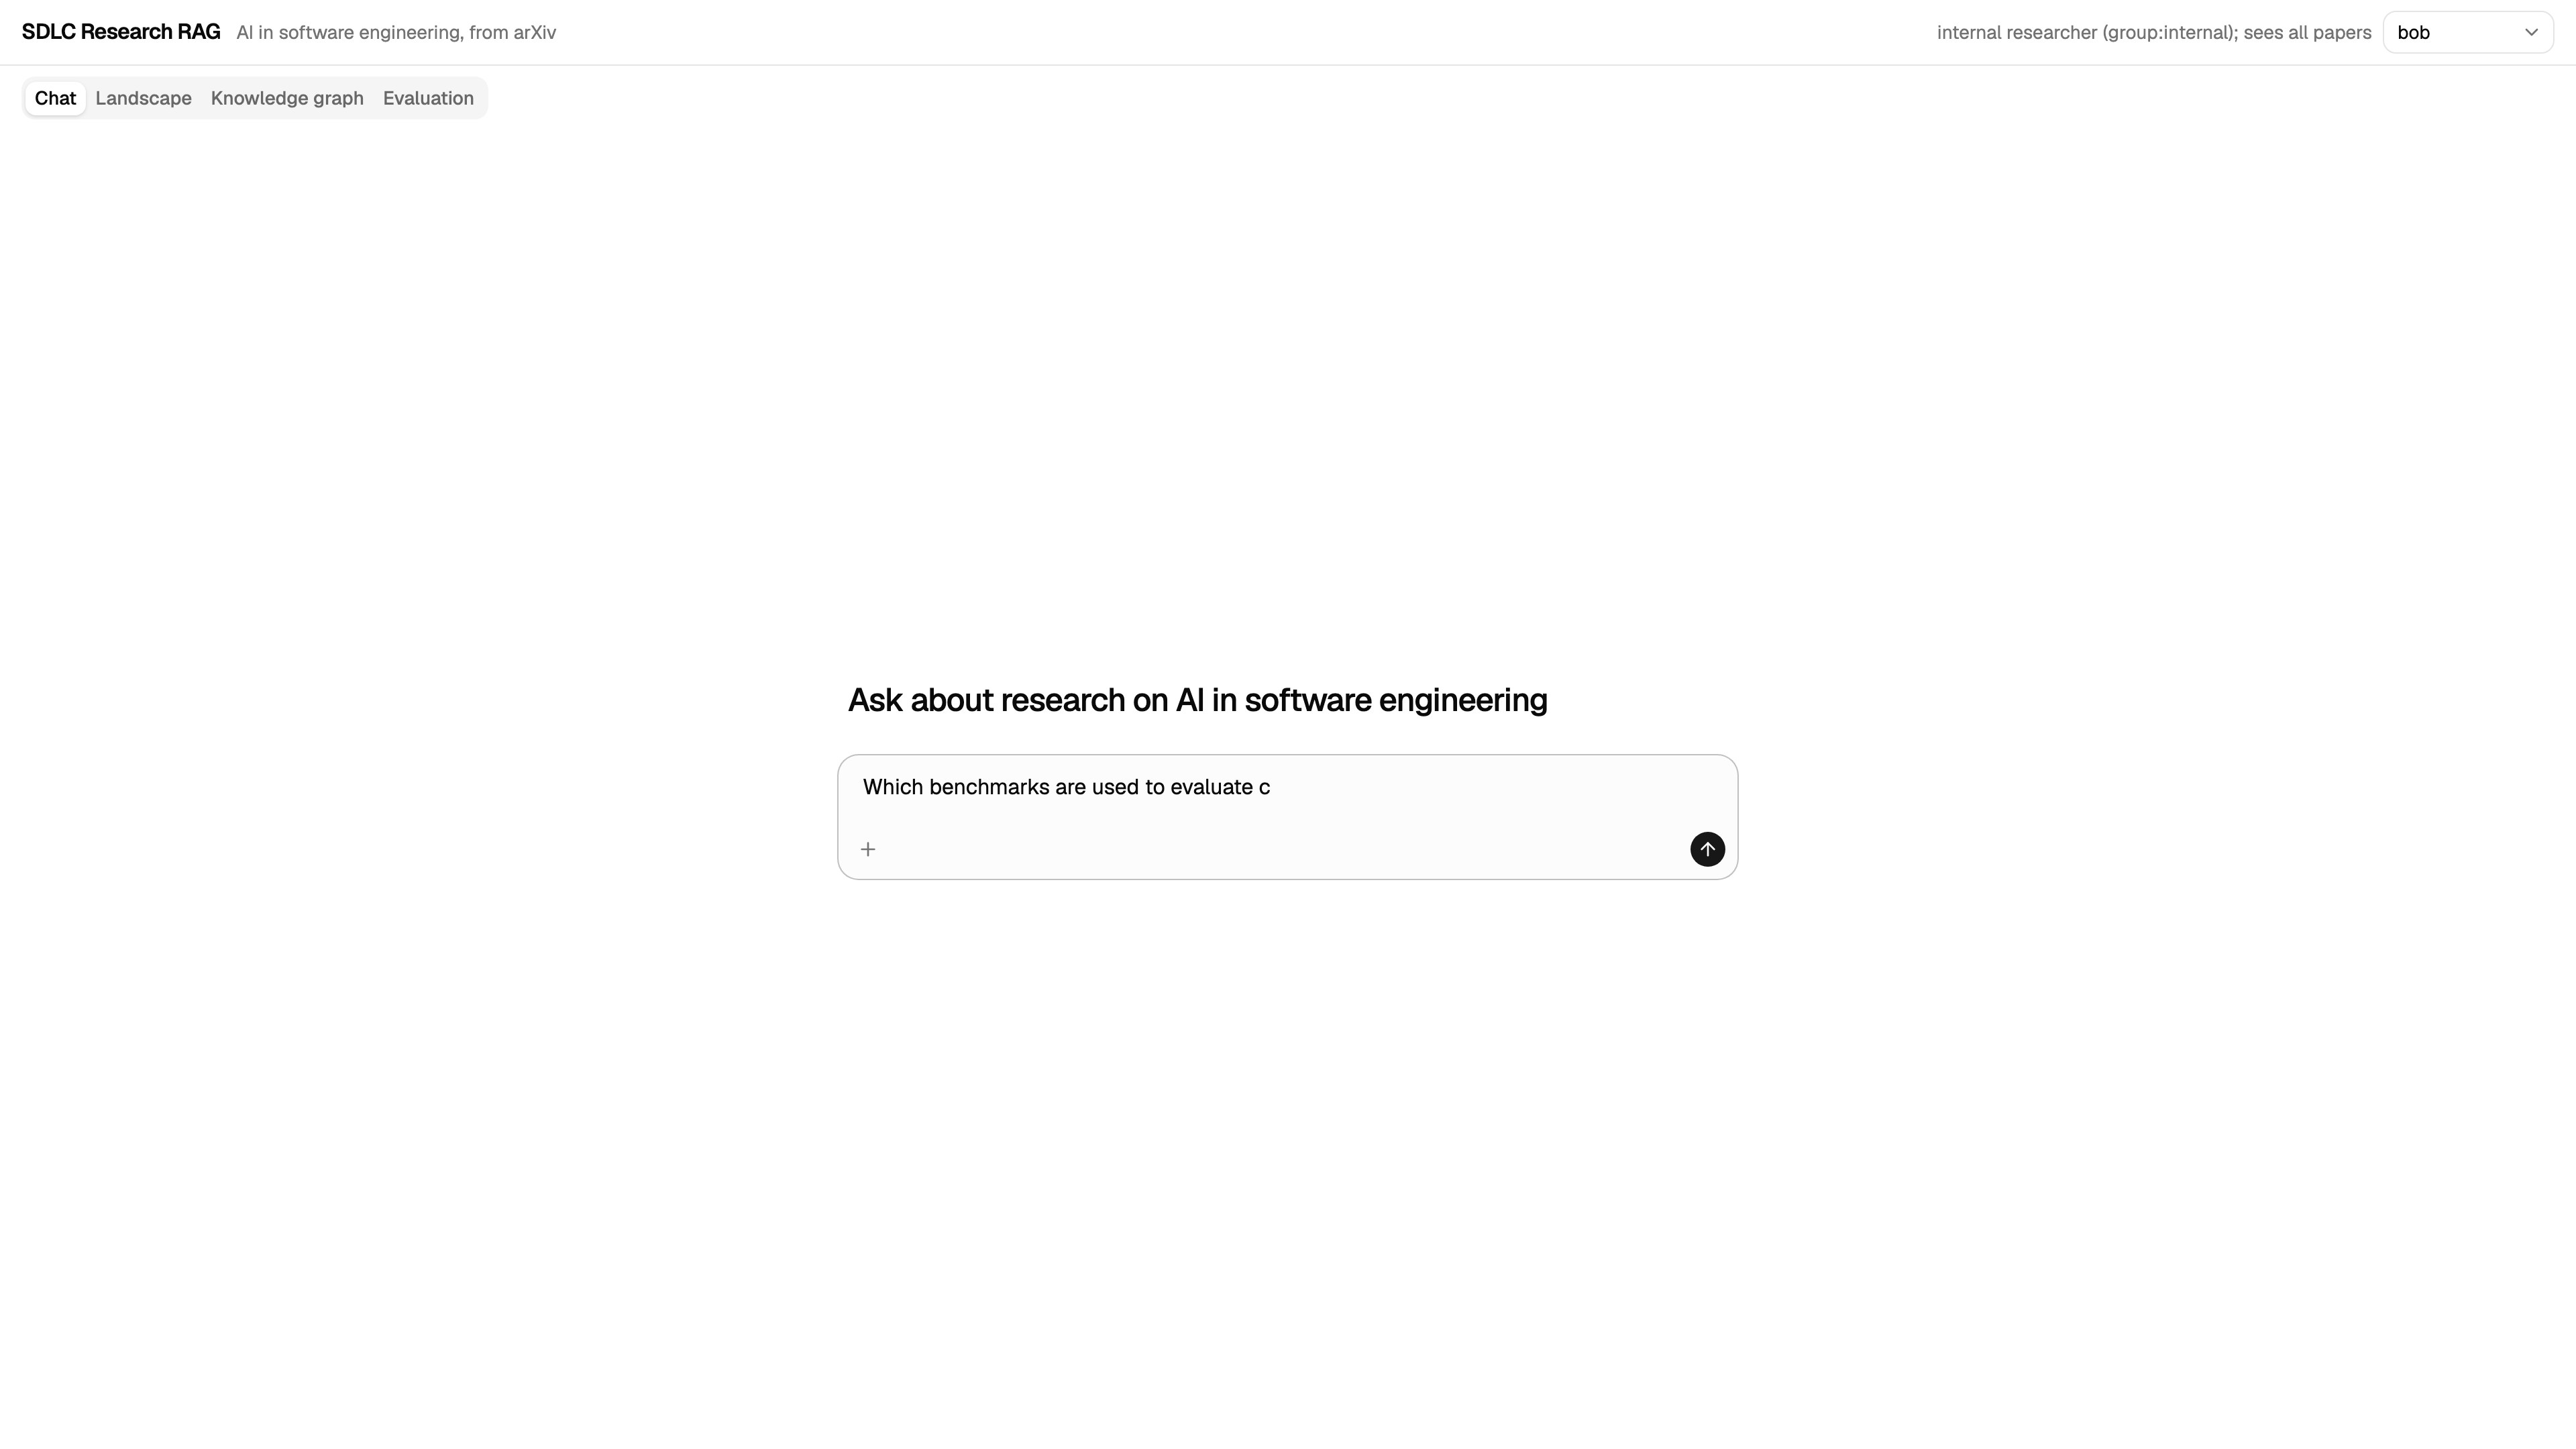 SDLC Research RAG AI in software engineering, from arXiv internal researcher (group:internal); sees all papers bob
Chat Landscape Knowledge graph Evaluation
Ask about research on AI in software engineering
Which benchmarks are used to evaluate c